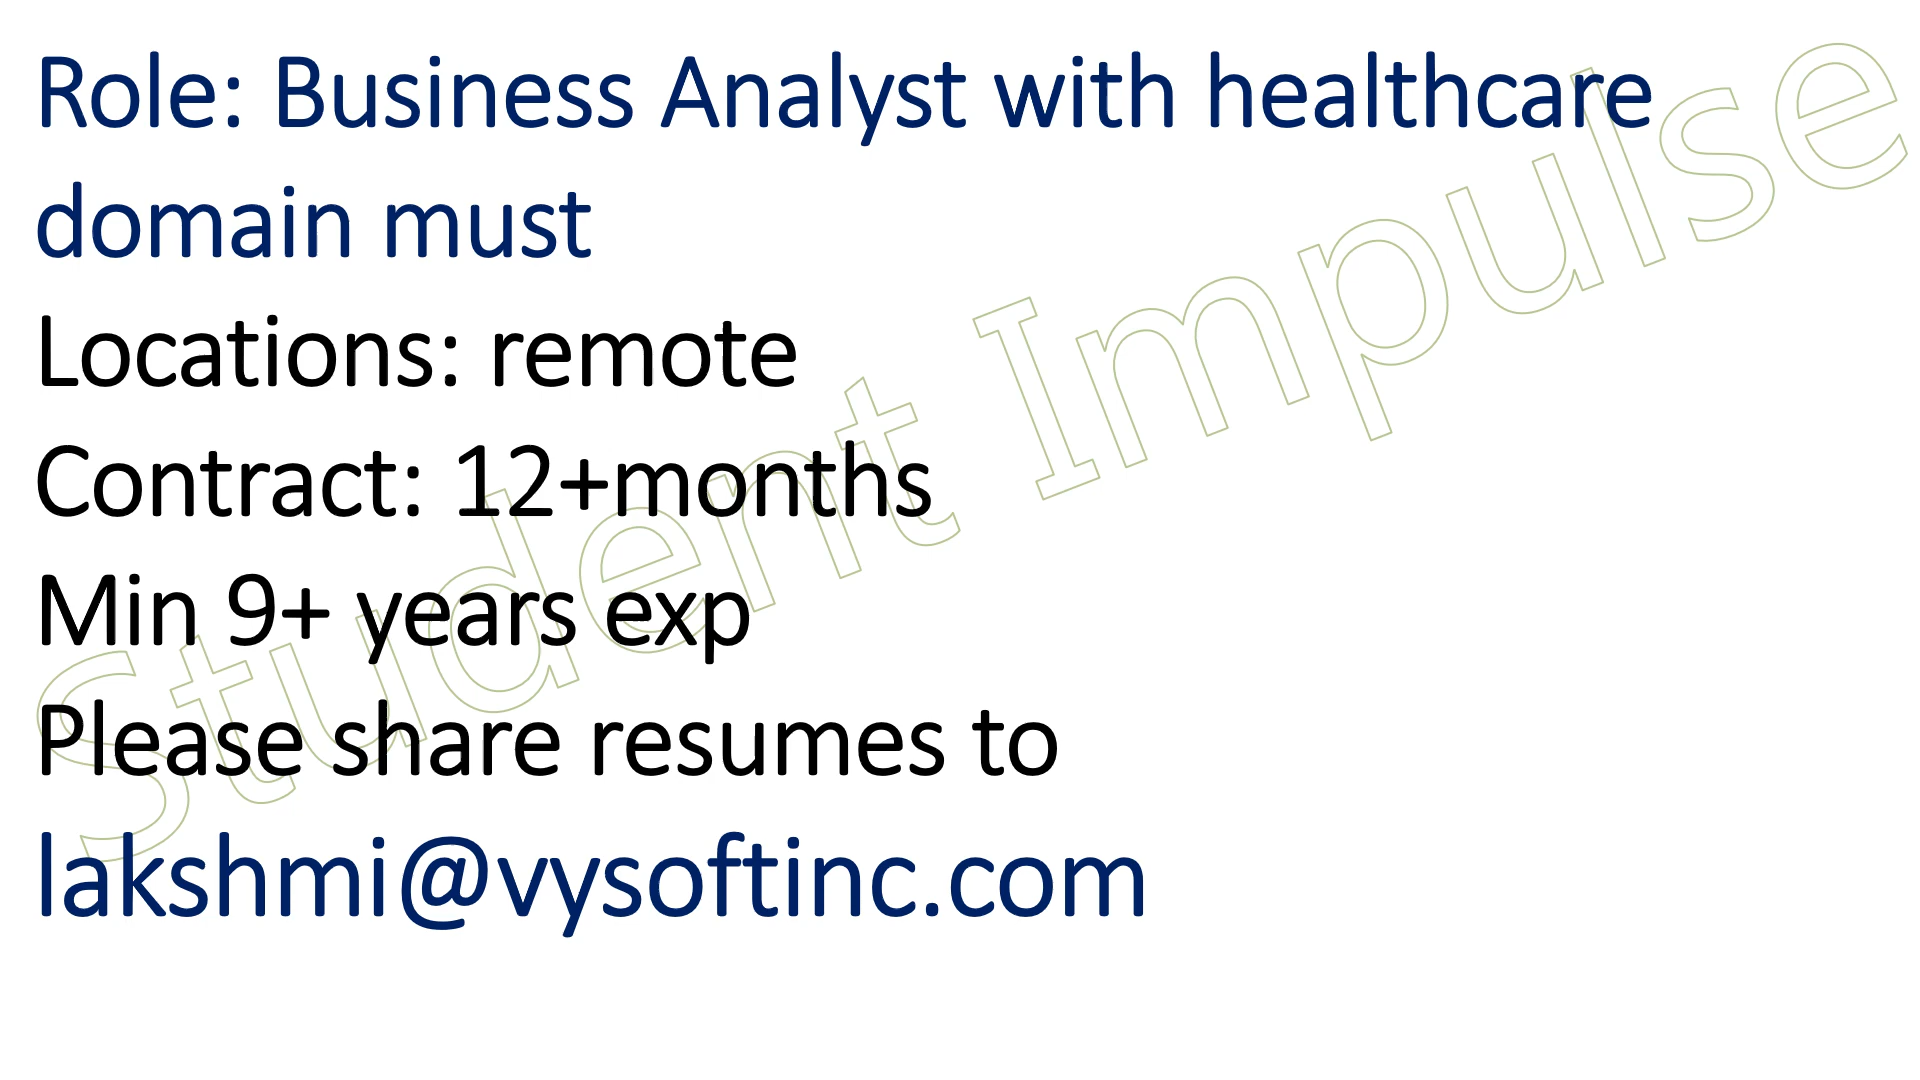 Role: Business Analyst with healthcare
domain must
Locations: remote
Contract: 12+months
Min 9+ years exp
Please share resumes to
lakshmi@vysoftinc.com
Student Impulse